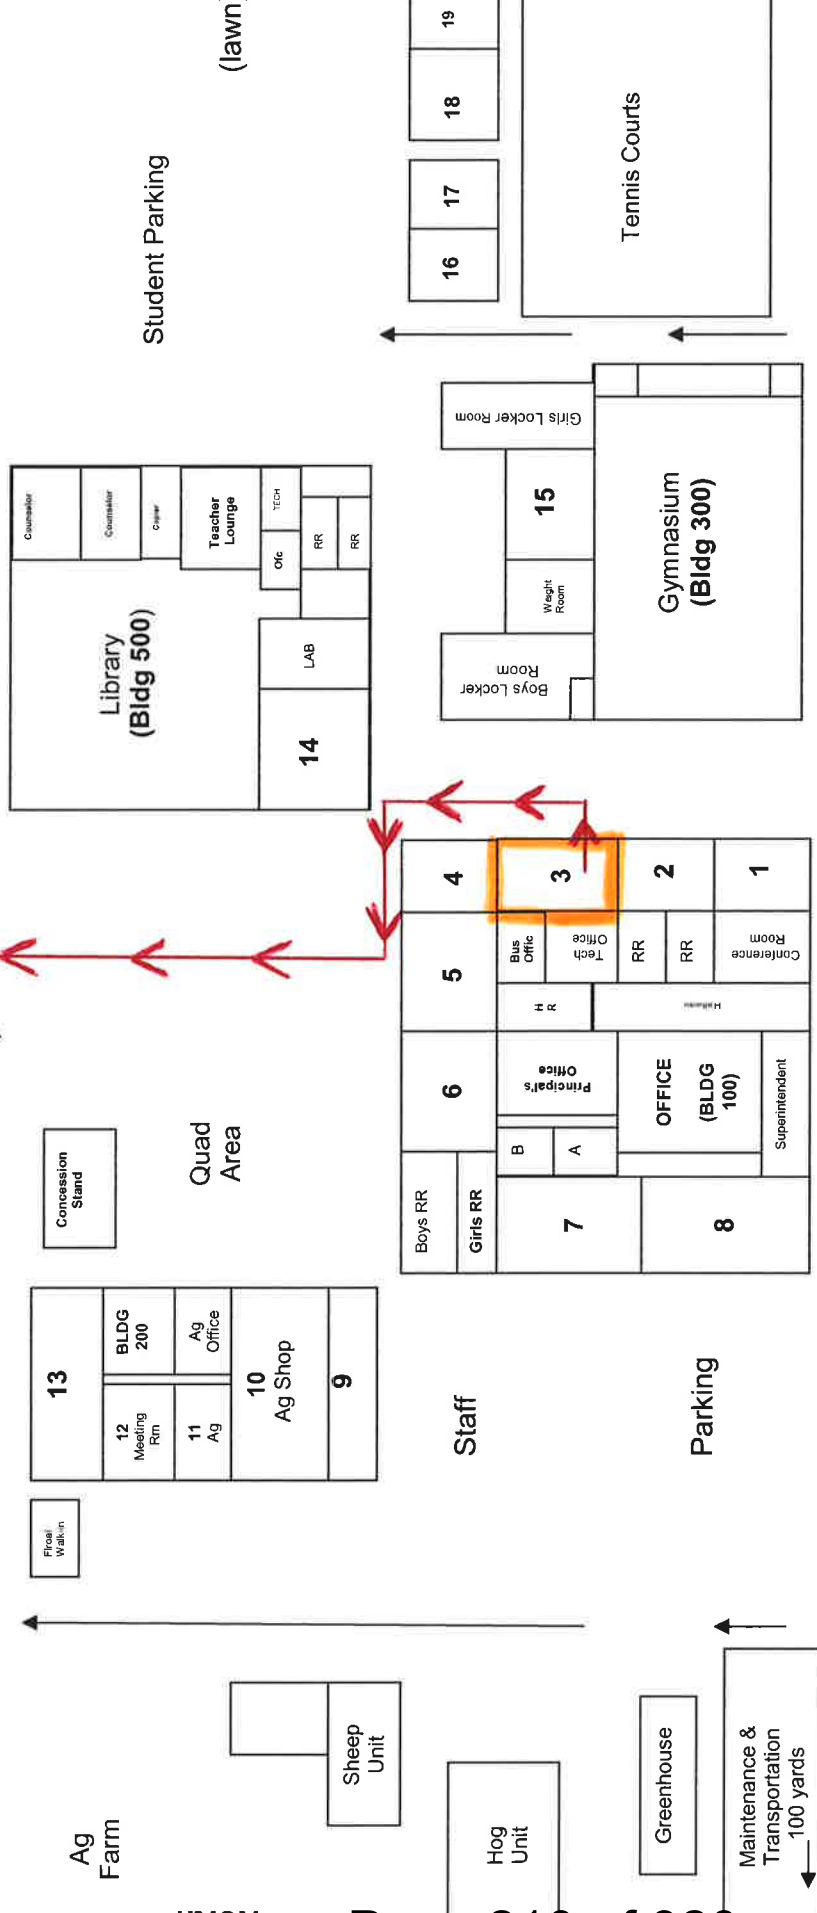 (lawn)
Student Parking
19
18
17
16
Tennis Courts
Counselor
Counselor
Copier
Teacher
Lounge
TECH
Ofc
RR
RR
Library
(Bldg 500)
LAB
14
Girls Locker Room
15
Weight
Room
Boys Locker
Room
Gymnasium
(Bldg 300)
4
3
2
1
5
Bus
Offic
Tech
Office
RR
RR
Conference
Room
H
R
Hallway
6
Principal's
Office
OFFICE
(BLDG
100)
Superintendent
B
A
Boys RR
Girls RR
7
8
Quad
Area
Concession
Stand
13
BLDG
200
Ag
Office
12
Meeting
Rm
11
Ag
10
Ag Shop
9
Staff
Parking
Floral
Walk-in
Ag
Farm
Sheep
Unit
Hog
Unit
Greenhouse
Maintenance &
Transportation
100 yards